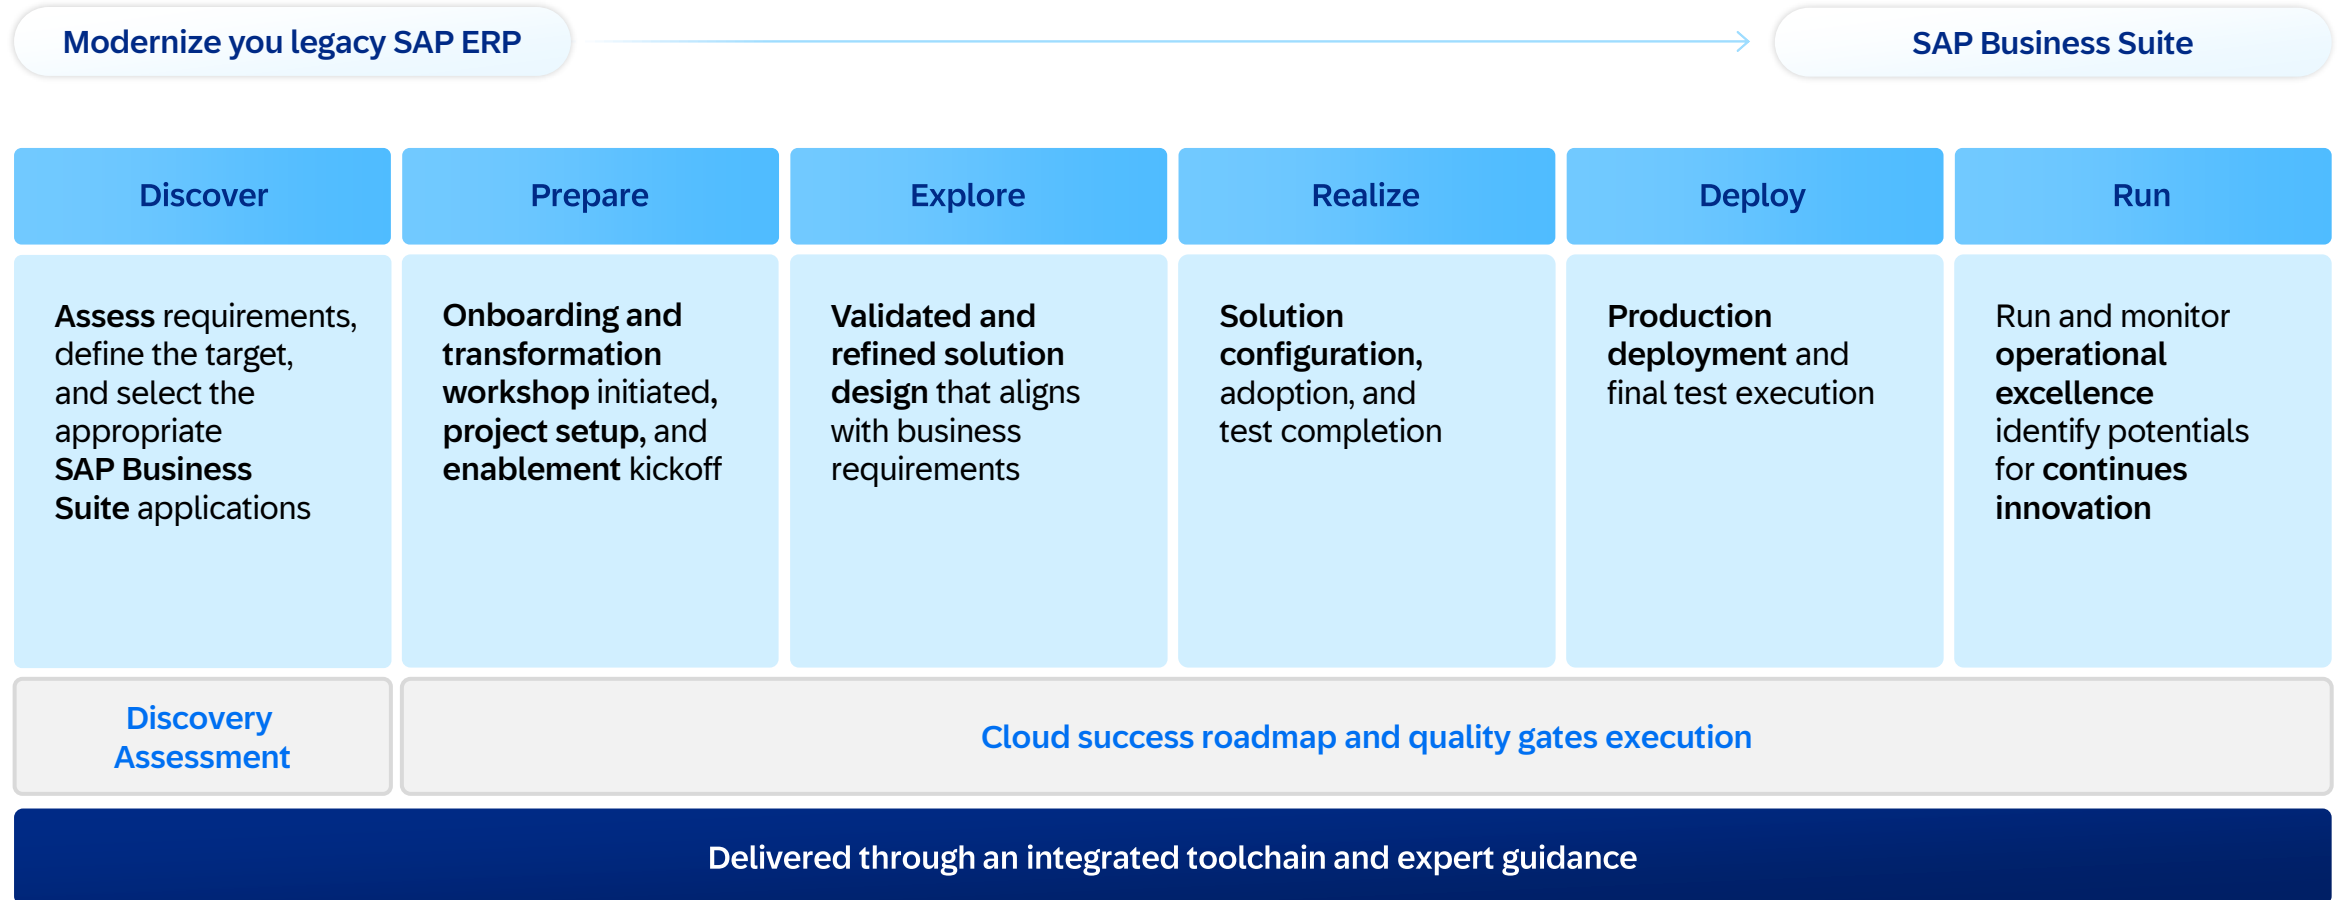 Modernize you legacy SAP ERP
SAP Business Suite
Discover
Prepare
Explore
Realize
Deploy
Run
Assess requirements,
define the target,
and select the
appropriate
SAP Business
Suite applications
Onboarding and
transformation
workshop initiated,
project setup, and
enablement kickoff
Validated and
refined solution
design that aligns
with business
requirements
Solution
configuration,
adoption, and
test completion
Production
deployment and
final test execution
Run and monitor
operational
excellence
identify potentials
for continues
innovation
Discovery
Assessment
Cloud success roadmap and quality gates execution
Delivered through an integrated toolchain and expert guidance